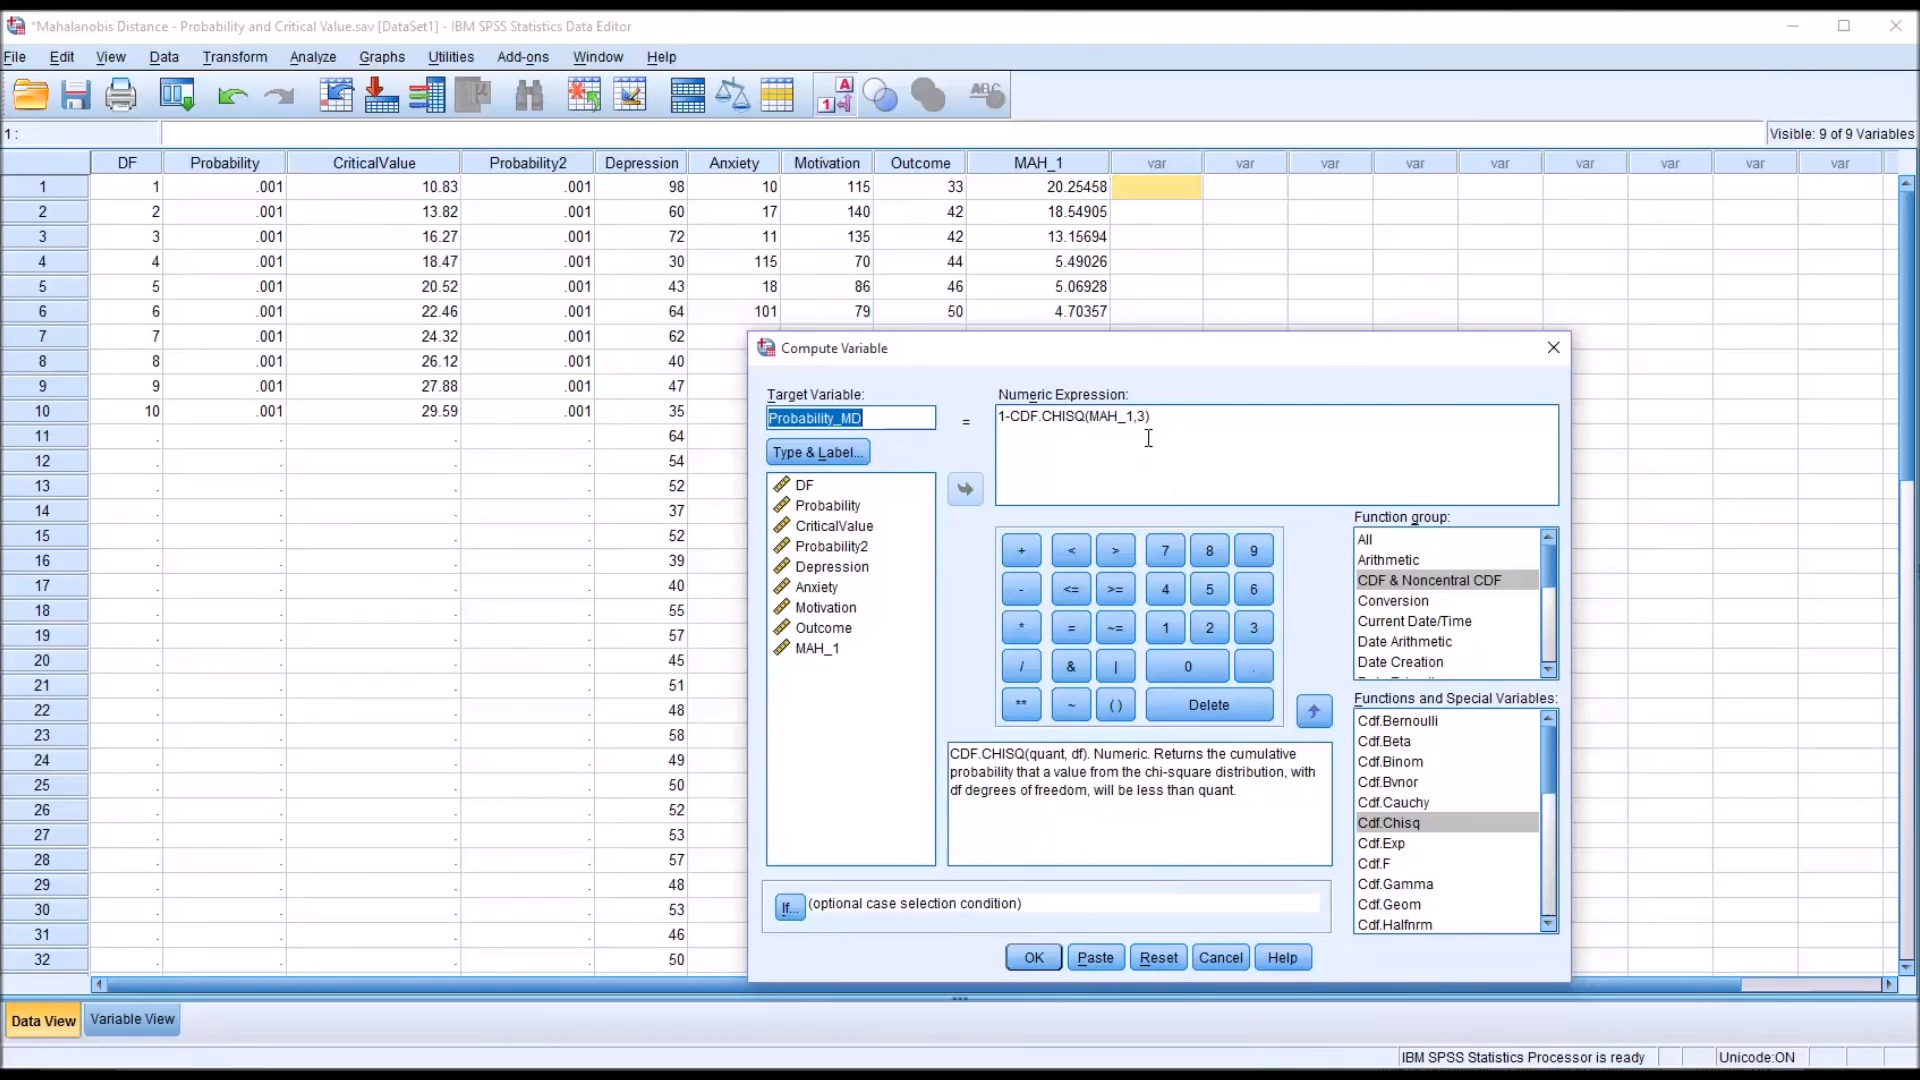 *Mahalanobis Distance - Probability and Critical Value.sav [DataSet1] - IBM SPSS Statistics Data Editor
File Edit View Data Transform Analyze Graphs Utilities Add-ons Window Help
1 : Visible: 9 of 9 Variables
DF Probability CriticalValue Probability2 Depression Anxiety Motivation Outcome MAH_1 var var var var var var var var var
1 1 .001 10.83 .001 98 10 115 33 20.25458
2 2 .001 13.82 .001 60 17 140 42 18.54905
3 3 .001 16.27 .001 72 11 135 42 13.15694
4 4 .001 18.47 .001 30 115 70 44 5.49026
5 5 .001 20.52 .001 43 18 86 46 5.06928
6 6 .001 22.46 .001 64 101 79 50 4.70357
7 7 .001 24.32 .001 62
8 8 .001 26.12 .001 40
9 9 .001 27.88 .001 47
10 10 .001 29.59 .001 35
11 . . . . 64
12 . . . . 54
13 . . . . 52
14 . . . . 37
15 . . . . 52
16 . . . . 39
17 . . . . 40
18 . . . . 55
19 . . . . 57
20 . . . . 45
21 . . . . 51
22 . . . . 48
23 . . . . 58
24 . . . . 49
25 . . . . 50
26 . . . . 52
27 . . . . 53
28 . . . . 57
29 . . . . 48
30 . . . . 53
31 . . . . 46
32 . . . . 50
Compute Variable
Target Variable:
Probability_MD
=
Numeric Expression:
1-CDF.CHISQ(MAH_1,3)
Type & Label...
DF
Probability
CriticalValue
Probability2
Depression
Anxiety
Motivation
Outcome
MAH_1
+ < > 7 8 9
- <= >= 4 5 6
* = ~= 1 2 3
/ & | 0 .
** ~ ( ) Delete
Function group:
All
Arithmetic
CDF & Noncentral CDF
Conversion
Current Date/Time
Date Arithmetic
Date Creation
Functions and Special Variables:
Cdf.Bernoulli
Cdf.Beta
Cdf.Binom
Cdf.Bvnor
Cdf.Cauchy
Cdf.Chisq
Cdf.Exp
Cdf.F
Cdf.Gamma
Cdf.Geom
Cdf.Halfnrm
CDF.CHISQ(quant, df). Numeric. Returns the cumulative
probability that a value from the chi-square distribution, with
df degrees of freedom, will be less than quant.
If... (optional case selection condition)
OK Paste Reset Cancel Help
Data View Variable View
IBM SPSS Statistics Processor is ready Unicode:ON